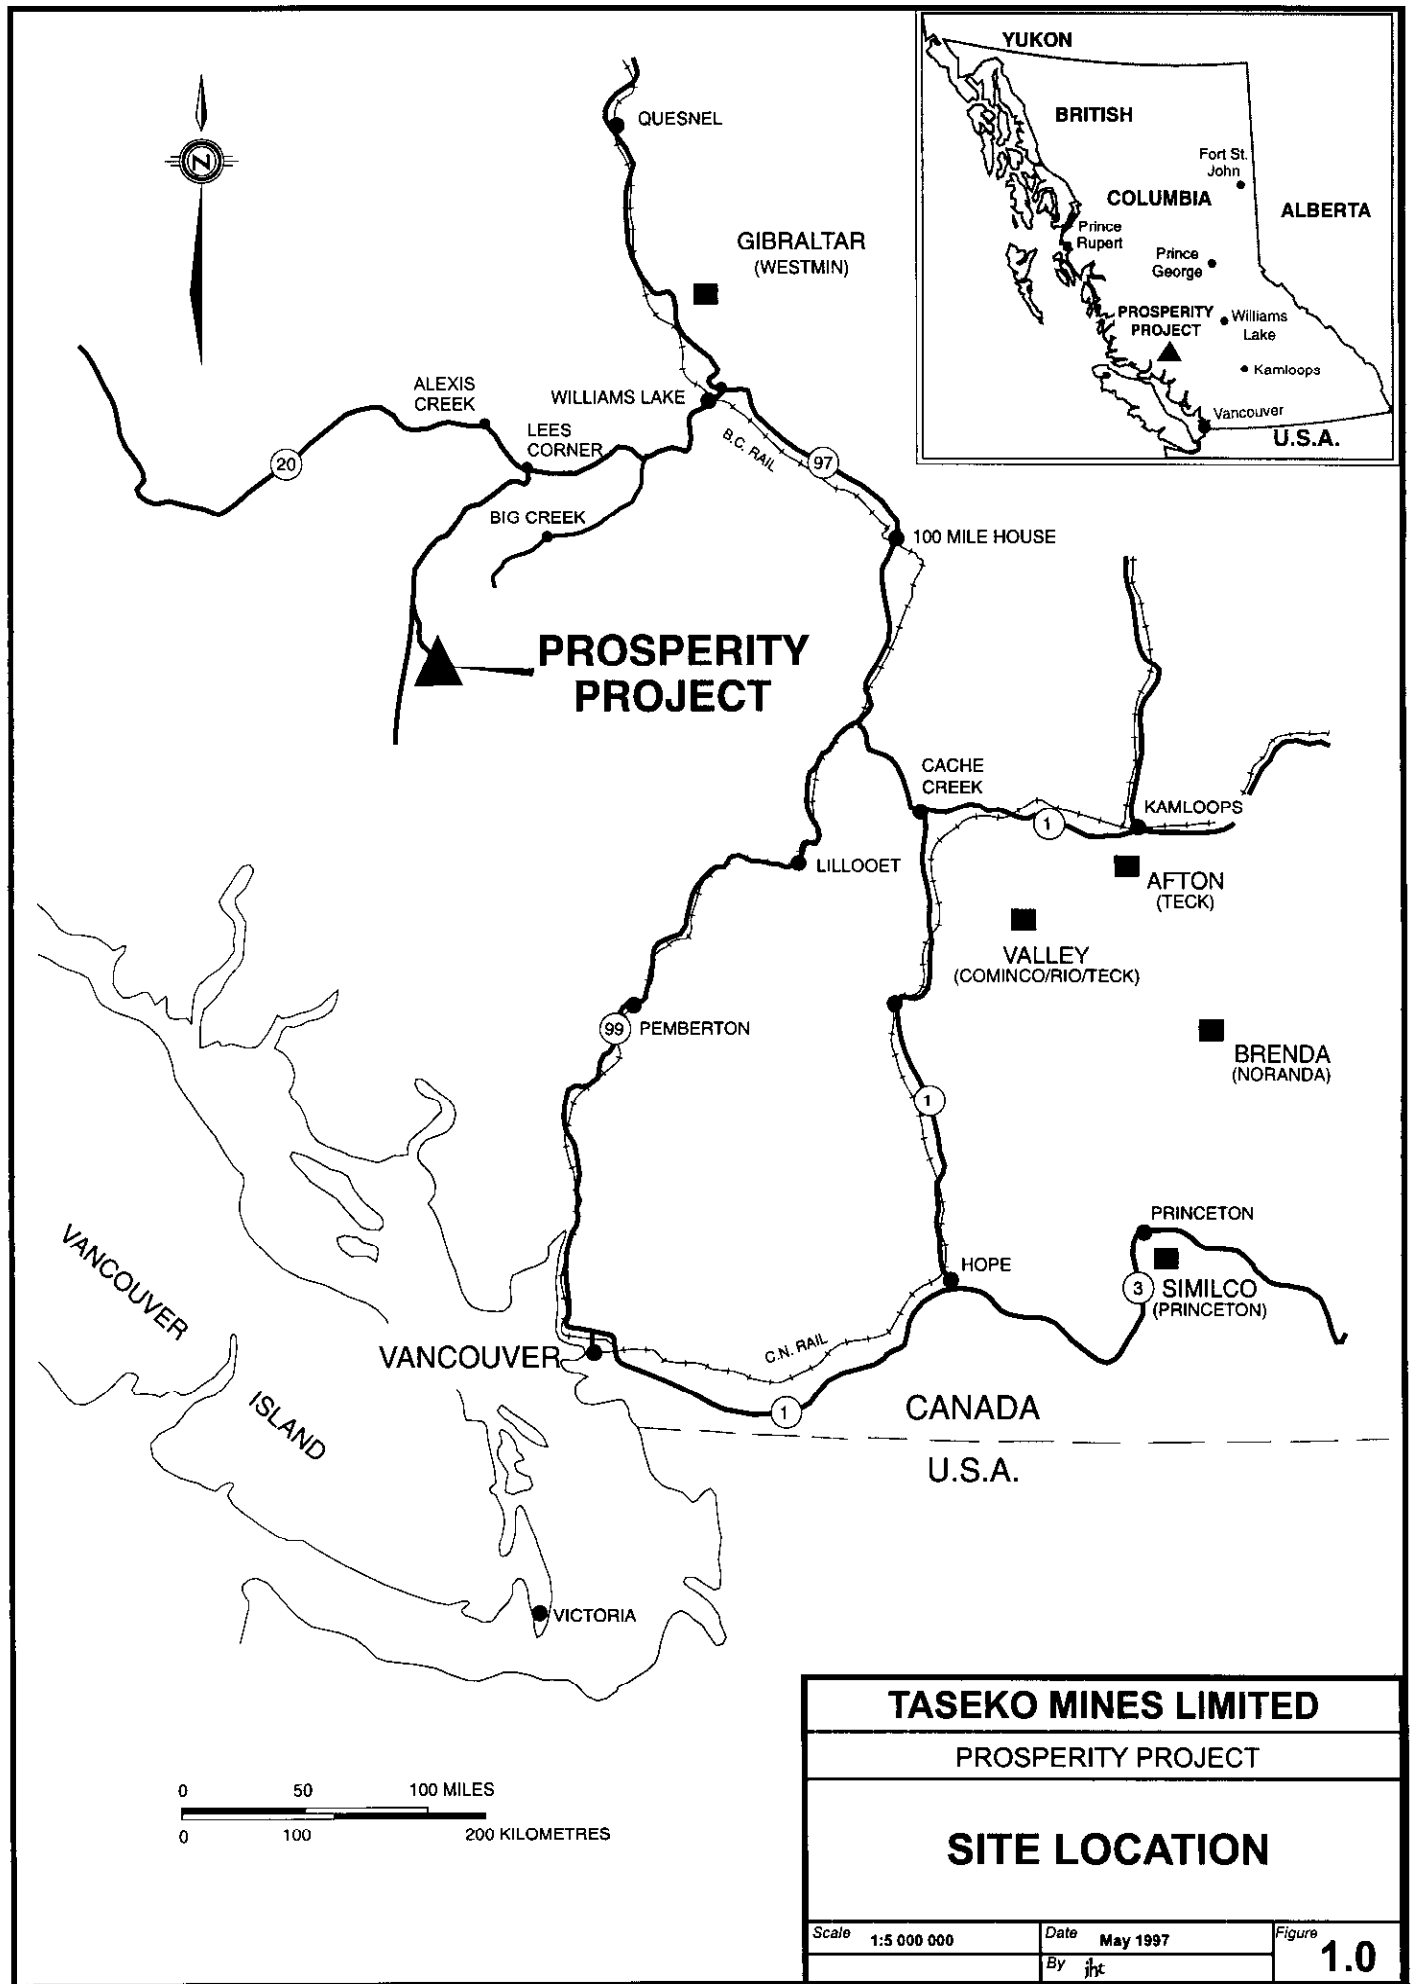 YUKON
BRITISH
COLUMBIA
Fort St.
John
ALBERTA
Prince
Rupert
Prince
George
PROSPERITY
PROJECT
Williams
Lake
Kamloops
Vancouver
U.S.A.
N
QUESNEL
GIBRALTAR
(WESTMIN)
ALEXIS
CREEK
WILLIAMS LAKE
LEES
CORNER
B.C. RAIL
97
20
BIG CREEK
100 MILE HOUSE
PROSPERITY
PROJECT
CACHE
CREEK
KAMLOOPS
1
LILLOOET
AFTON
(TECK)
VALLEY
(COMINCO/RIO/TECK)
99
PEMBERTON
BRENDA
(NORANDA)
1
PRINCETON
VANCOUVER
ISLAND
HOPE
3
SIMILCO
(PRINCETON)
VANCOUVER
C.N. RAIL
1
CANADA
U.S.A.
VICTORIA
0 50 100 MILES
0 100 200 KILOMETRES
TASEKO MINES LIMITED
PROSPERITY PROJECT
SITE LOCATION
Scale 1:5 000 000
Date May 1997
By jht
Figure 1.0